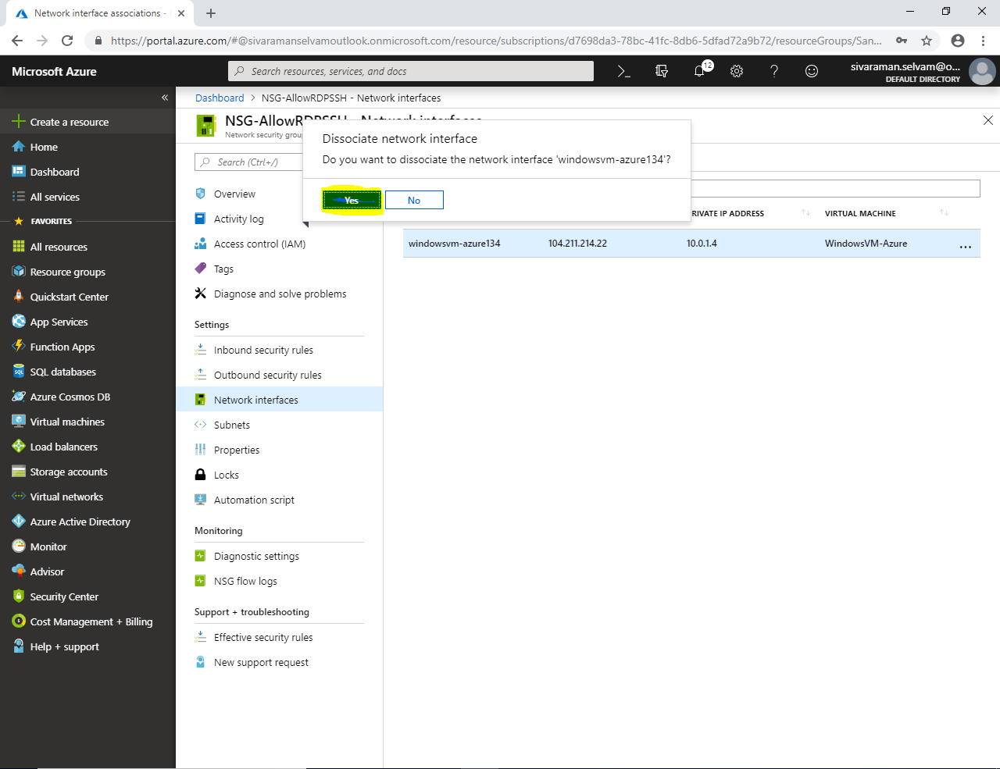 Network interface associations -
https://portal.azure.com/#@sivaramanselvamoutlook.onmicrosoft.com/resource/subscriptions/d7698da3-78bc-41fc-8db6-5dfad72a9b72/resourceGroups/San...
Microsoft Azure
Search resources, services, and docs
12
sivaraman.selvam@o...
DEFAULT DIRECTORY
Create a resource
Home
Dashboard
All services
FAVORITES
All resources
Resource groups
Quickstart Center
App Services
Function Apps
SQL databases
Azure Cosmos DB
Virtual machines
Load balancers
Storage accounts
Virtual networks
Azure Active Directory
Monitor
Advisor
Security Center
Cost Management + Billing
Help + support
Dashboard > NSG-AllowRDPSSH - Network interfaces
NSG-AllowRDPSSH - Network interfaces
Network security grou
Search (Ctrl+/)
Overview
Activity log
Access control (IAM)
Tags
Diagnose and solve problems
Settings
Inbound security rules
Outbound security rules
Network interfaces
Subnets
Properties
Locks
Automation script
Monitoring
Diagnostic settings
NSG flow logs
Support + troubleshooting
Effective security rules
New support request
Dissociate network interface
Do you want to dissociate the network interface 'windowsvm-azure134'?
Yes No
RIVATE IP ADDRESS VIRTUAL MACHINE
windowsvm-azure134 104.211.214.22 10.0.1.4 WindowsVM-Azure ...